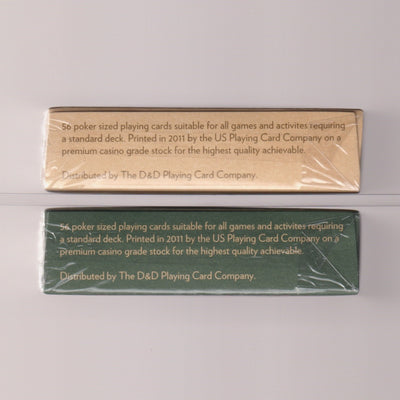 56 poker sized playing cards suitable for all games and activites requiring
a standard deck. Printed in 2011 by the US Playing Card Company on a
premium casino grade stock for the highest quality achievable.
Distributed by The D&D Playing Card Company.
56 poker sized playing cards suitable for all games and activites requiring
a standard deck. Printed in 2011 by the US Playing Card Company on a
premium casino grade stock for the highest quality achievable.
Distributed by The D&D Playing Card Company.